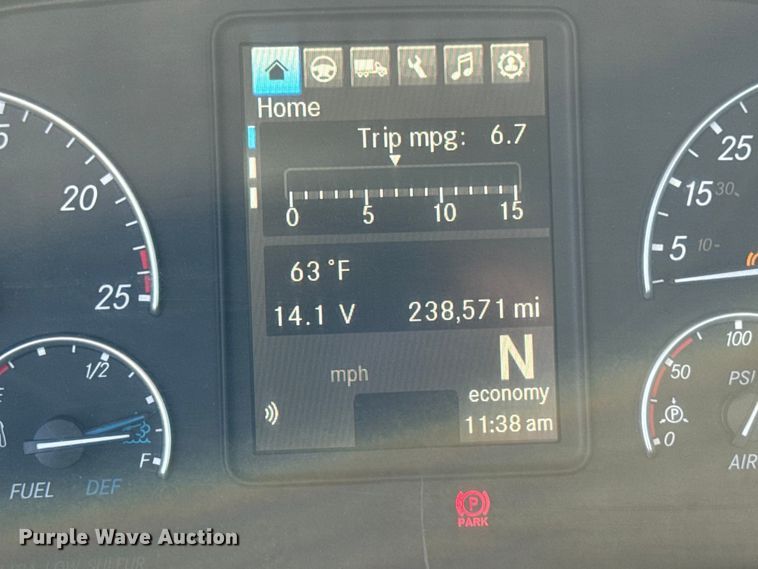 Home
Trip mpg: 6.7
0 5 10 15
63 °F
14.1 V 238,571 mi
N
mph
economy
11:38 am
20
25
1/2
F
FUEL DEF
25
15 30
5 10
100
50
0
PSI
P
AIR
P
PARK
Purple Wave Auction